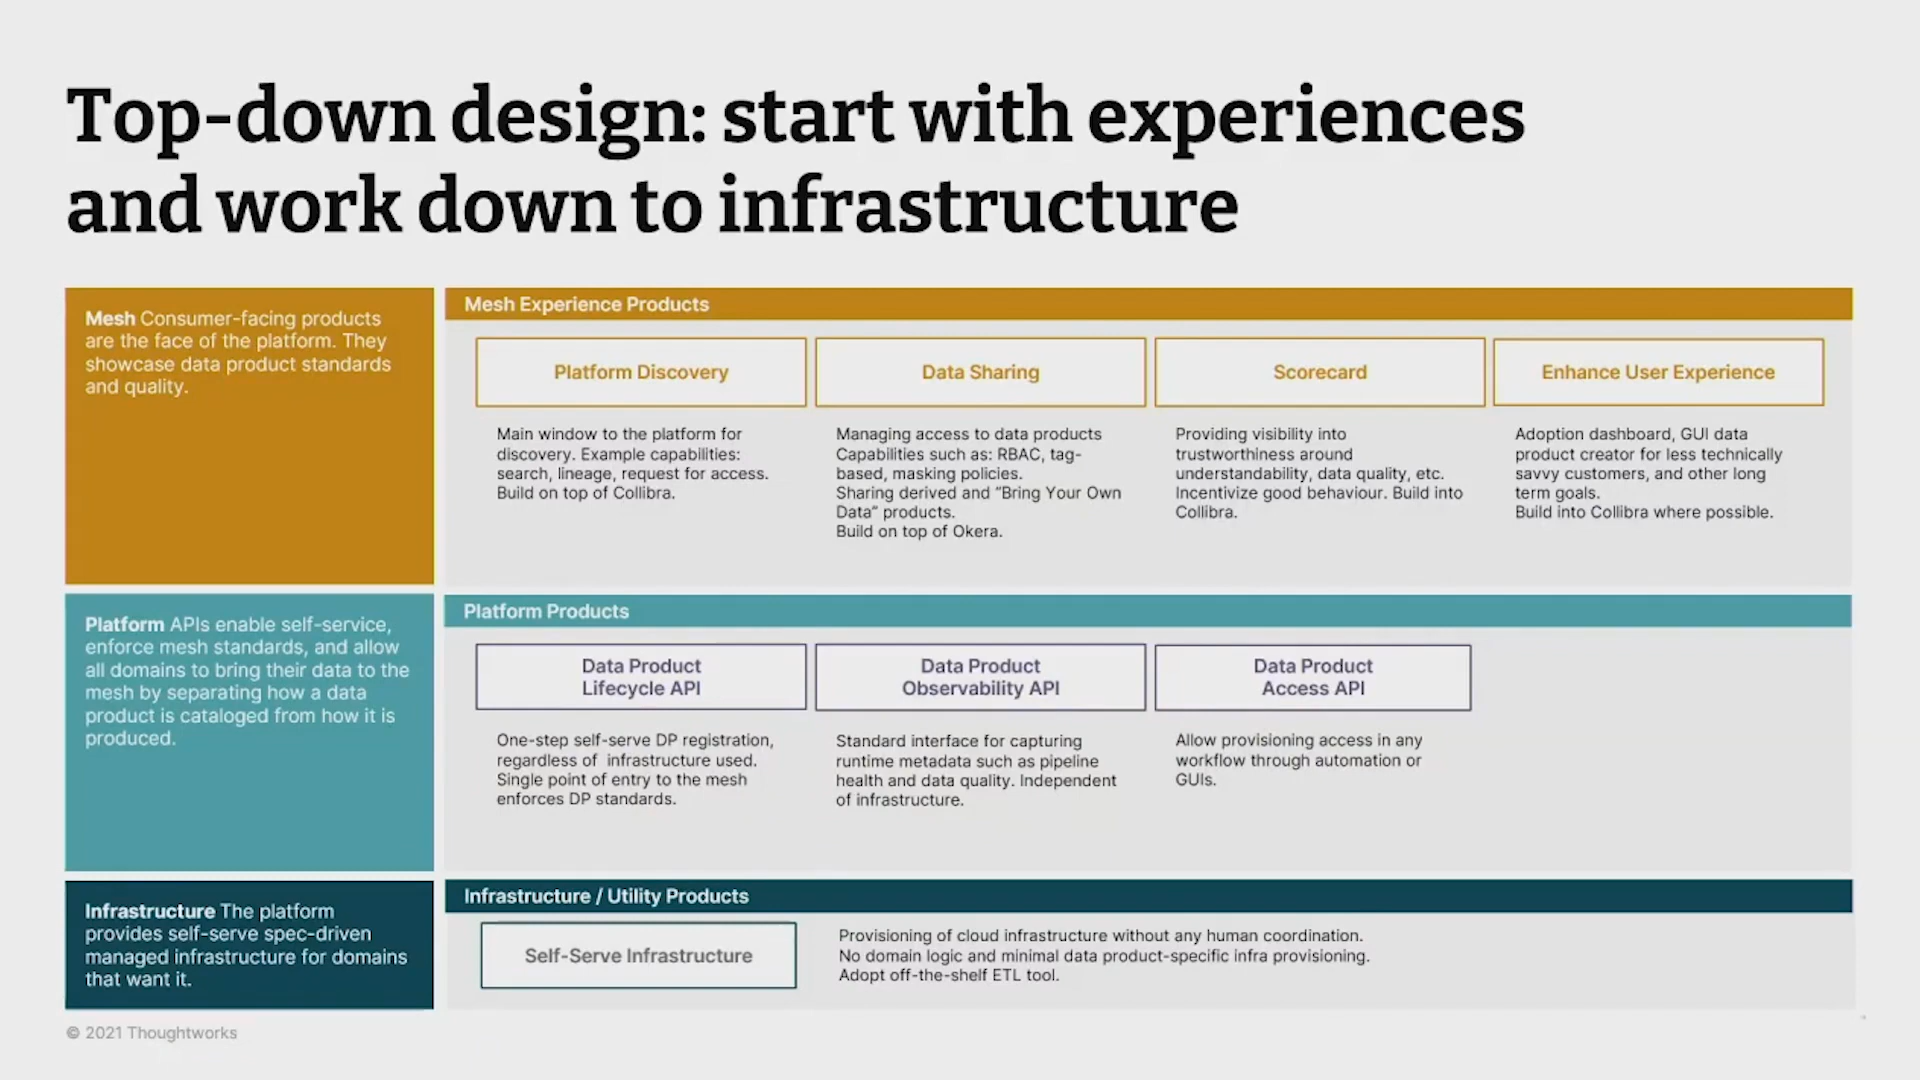 Top-down design: start with experiences
and work down to infrastructure
Mesh Consumer-facing products
are the face of the platform. They
showcase data product standards
and quality.
Mesh Experience Products
Platform Discovery
Main window to the platform for
discovery. Example capabilities:
search, lineage, request for access.
Build on top of Collibra.
Data Sharing
Managing access to data products
Capabilities such as: RBAC, tag-
based, masking policies.
Sharing derived and “Bring Your Own
Data” products.
Build on top of Okera.
Scorecard
Providing visibility into
trustworthiness around
understandability, data quality, etc.
Incentivize good behaviour. Build into
Collibra.
Enhance User Experience
Adoption dashboard, GUI data
product creator for less technically
savvy customers, and other long
term goals.
Build into Collibra where possible.
Platform APIs enable self-service,
enforce mesh standards, and allow
all domains to bring their data to the
mesh by separating how a data
product is cataloged from how it is
produced.
Platform Products
Data Product
Lifecycle API
One-step self-serve DP registration,
regardless of infrastructure used.
Single point of entry to the mesh
enforces DP standards.
Data Product
Observability API
Standard interface for capturing
runtime metadata such as pipeline
health and data quality. Independent
of infrastructure.
Data Product
Access API
Allow provisioning access in any
workflow through automation or
GUIs.
Infrastructure The platform
provides self-serve spec-driven
managed infrastructure for domains
that want it.
Infrastructure / Utility Products
Self-Serve Infrastructure
Provisioning of cloud infrastructure without any human coordination.
No domain logic and minimal data product-specific infra provisioning.
Adopt off-the-shelf ETL tool.
© 2021 Thoughtworks